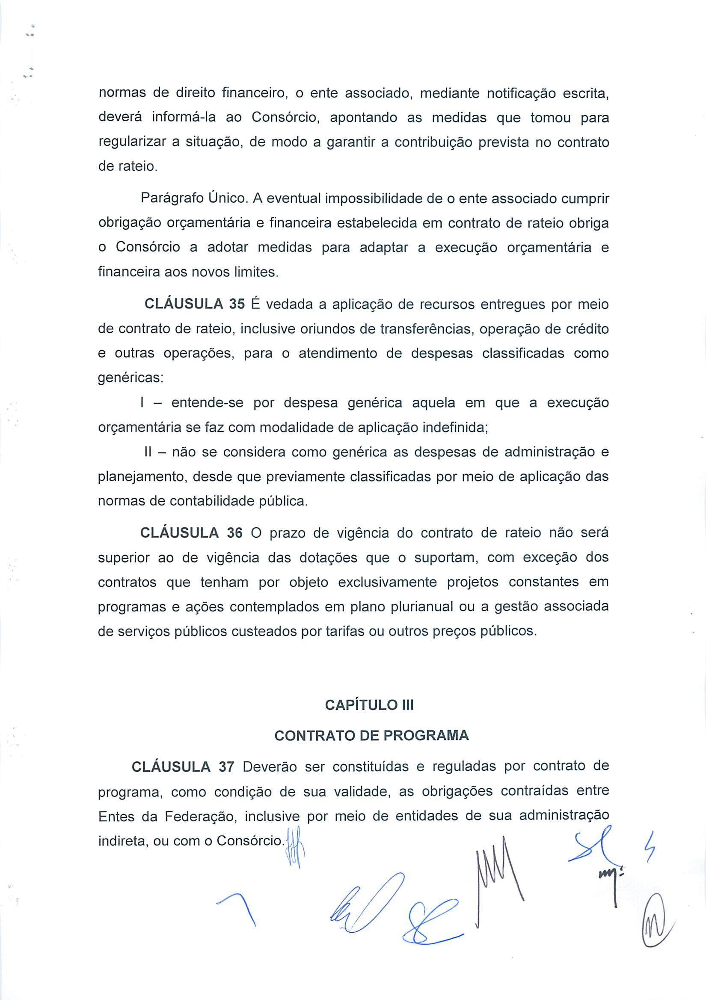 normas de direito financeiro, o ente associado, mediante notificação escrita,
deverá informá-la ao Consórcio, apontando as medidas que tomou para
regularizar a situação, de modo a garantir a contribuição prevista no contrato
de rateio.
Parágrafo Único. A eventual impossibilidade de o ente associado cumprir
obrigação orçamentária e financeira estabelecida em contrato de rateio obriga
o Consórcio a adotar medidas para adaptar a execução orçamentária e
financeira aos novos limites.
CLÁUSULA 35 É vedada a aplicação de recursos entregues por meio
de contrato de rateio, inclusive oriundos de transferências, operação de crédito
e outras operações, para o atendimento de despesas classificadas como
genéricas:
I – entende-se por despesa genérica aquela em que a execução
orçamentária se faz com modalidade de aplicação indefinida;
II – não se considera como genérica as despesas de administração e
planejamento, desde que previamente classificadas por meio de aplicação das
normas de contabilidade pública.
CLÁUSULA 36 O prazo de vigência do contrato de rateio não será
superior ao de vigência das dotações que o suportam, com exceção dos
contratos que tenham por objeto exclusivamente projetos constantes em
programas e ações contemplados em plano plurianual ou a gestão associada
de serviços públicos custeados por tarifas ou outros preços públicos.
CAPÍTULO III
CONTRATO DE PROGRAMA
CLÁUSULA 37 Deverão ser constituídas e reguladas por contrato de
programa, como condição de sua validade, as obrigações contraídas entre
Entes da Federação, inclusive por meio de entidades de sua administração
indireta, ou com o Consórcio.